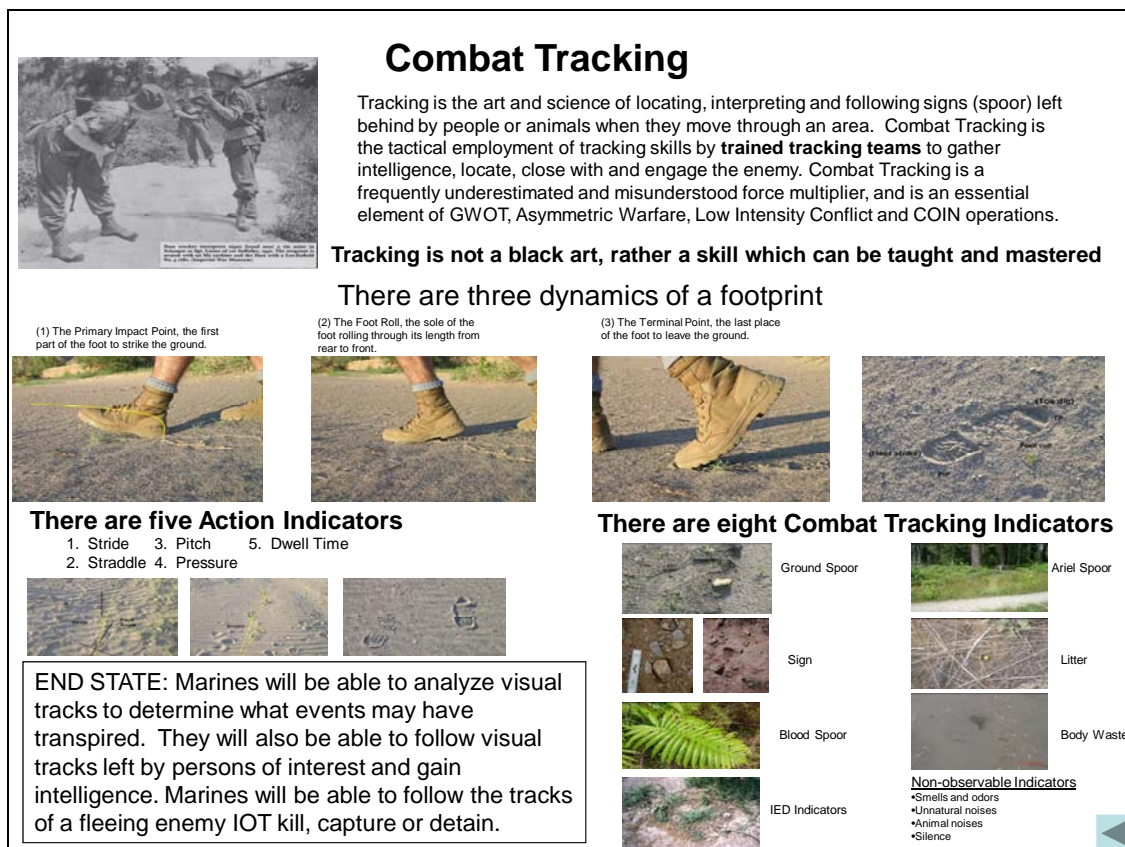 Combat Tracking
Tracking is the art and science of locating, interpreting and following signs (spoor) left
behind by people or animals when they move through an area. Combat Tracking is
the tactical employment of tracking skills by trained tracking teams to gather
intelligence, locate, close with and engage the enemy. Combat Tracking is a
frequently underestimated and misunderstood force multiplier, and is an essential
element of GWOT, Asymmetric Warfare, Low Intensity Conflict and COIN operations.
Tracking is not a black art, rather a skill which can be taught and mastered
There are three dynamics of a footprint
(1) The Primary Impact Point, the first
part of the foot to strike the ground.
(2) The Foot Roll, the sole of the
foot rolling through its length from
rear to front.
(3) The Terminal Point, the last place
of the foot to leave the ground.
(Toe dig)
There are five Action Indicators
1. Stride 3. Pitch 5. Dwell Time
2. Straddle 4. Pressure
END STATE: Marines will be able to analyze visual
tracks to determine what events may have
transpired. They will also be able to follow visual
tracks left by persons of interest and gain
intelligence. Marines will be able to follow the tracks
of a fleeing enemy IOT kill, capture or detain.
There are eight Combat Tracking Indicators
Ground Spoor
Ariel Spoor
Sign
Litter
Blood Spoor
Body Waste
IED Indicators
Non-observable Indicators
•Smells and odors
•Unnatural noises
•Animal noises
•Silence